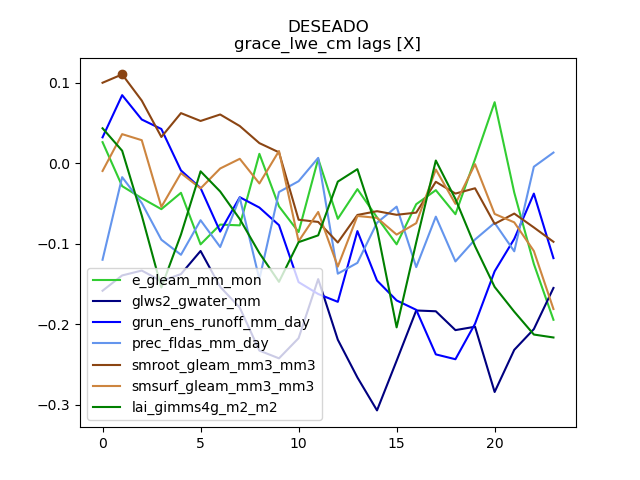 DESEADO
grace_lwe_cm lags [X]
0.1
0.0
−0.1
−0.2
−0.3
e_gleam_mm_mon
glws2_gwater_mm
grun_ens_runoff_mm_day
prec_fldas_mm_day
smroot_gleam_mm3_mm3
smsurf_gleam_mm3_mm3
lai_gimms4g_m2_m2
0 5 10 15 20